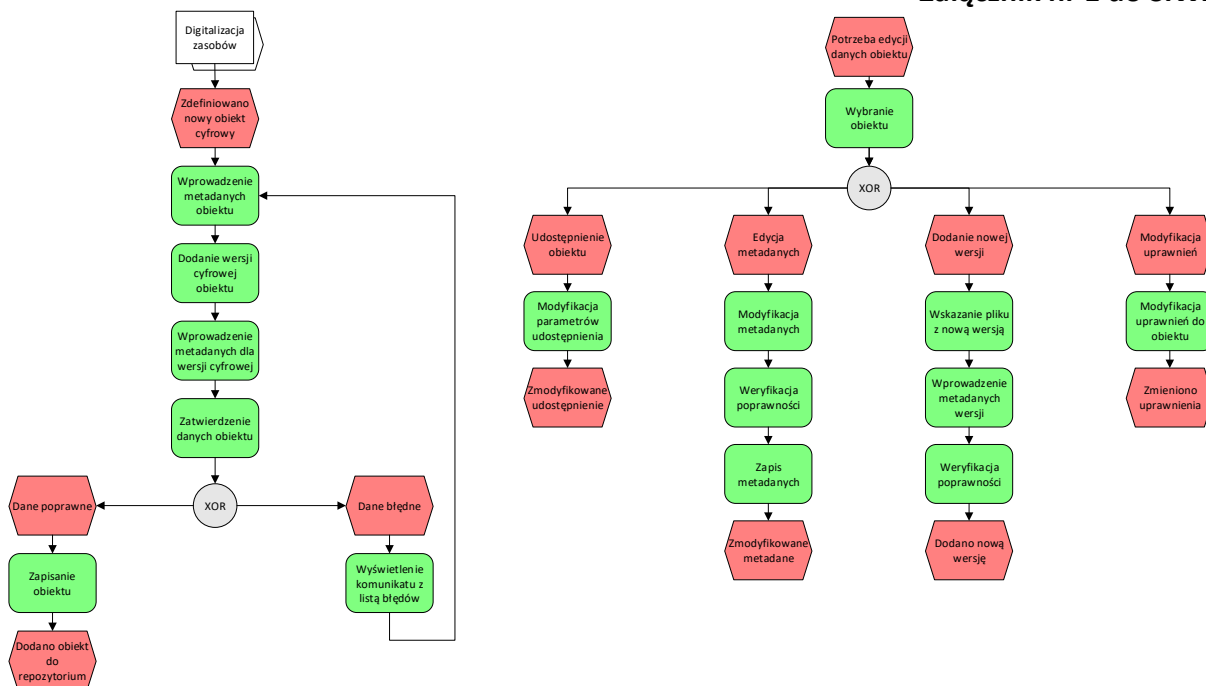 Digitalizacja
zasobów
Zdefiniowano
nowy obiekt
cyfrowy
Wprowadzenie
metadanych
obiektu
Dodanie wersji
cyfrowej
obiektu
Wprowadzenie
metadanych dla
wersji cyfrowej
Zatwierdzenie
danych obiektu
Dane poprawne
XOR
Dane błędne
Zapisanie
obiektu
Wyświetlenie
komunikatu z
listą błędów
Dodano obiekt
do
repozytorium
Potrzeba edycji
danych obiektu
Wybranie
obiektu
XOR
Udostępnienie
obiektu
Modyfikacja
parametrów
udostępnienia
Zmodyfikowane
udostępnienie
Edycja
metadanych
Modyfikacja
metadanych
Weryfikacja
poprawności
Zapis
metadanych
Zmodyfikowane
metadane
Dodanie nowej
wersji
Wskazanie pliku
z nową wersją
Wprowadzenie
metadanych
wersji
Weryfikacja
poprawności
Dodano nową
wersję
Modyfikacja
uprawnień
Modyfikacja
uprawnień do
obiektu
Zmieniono
uprawnienia